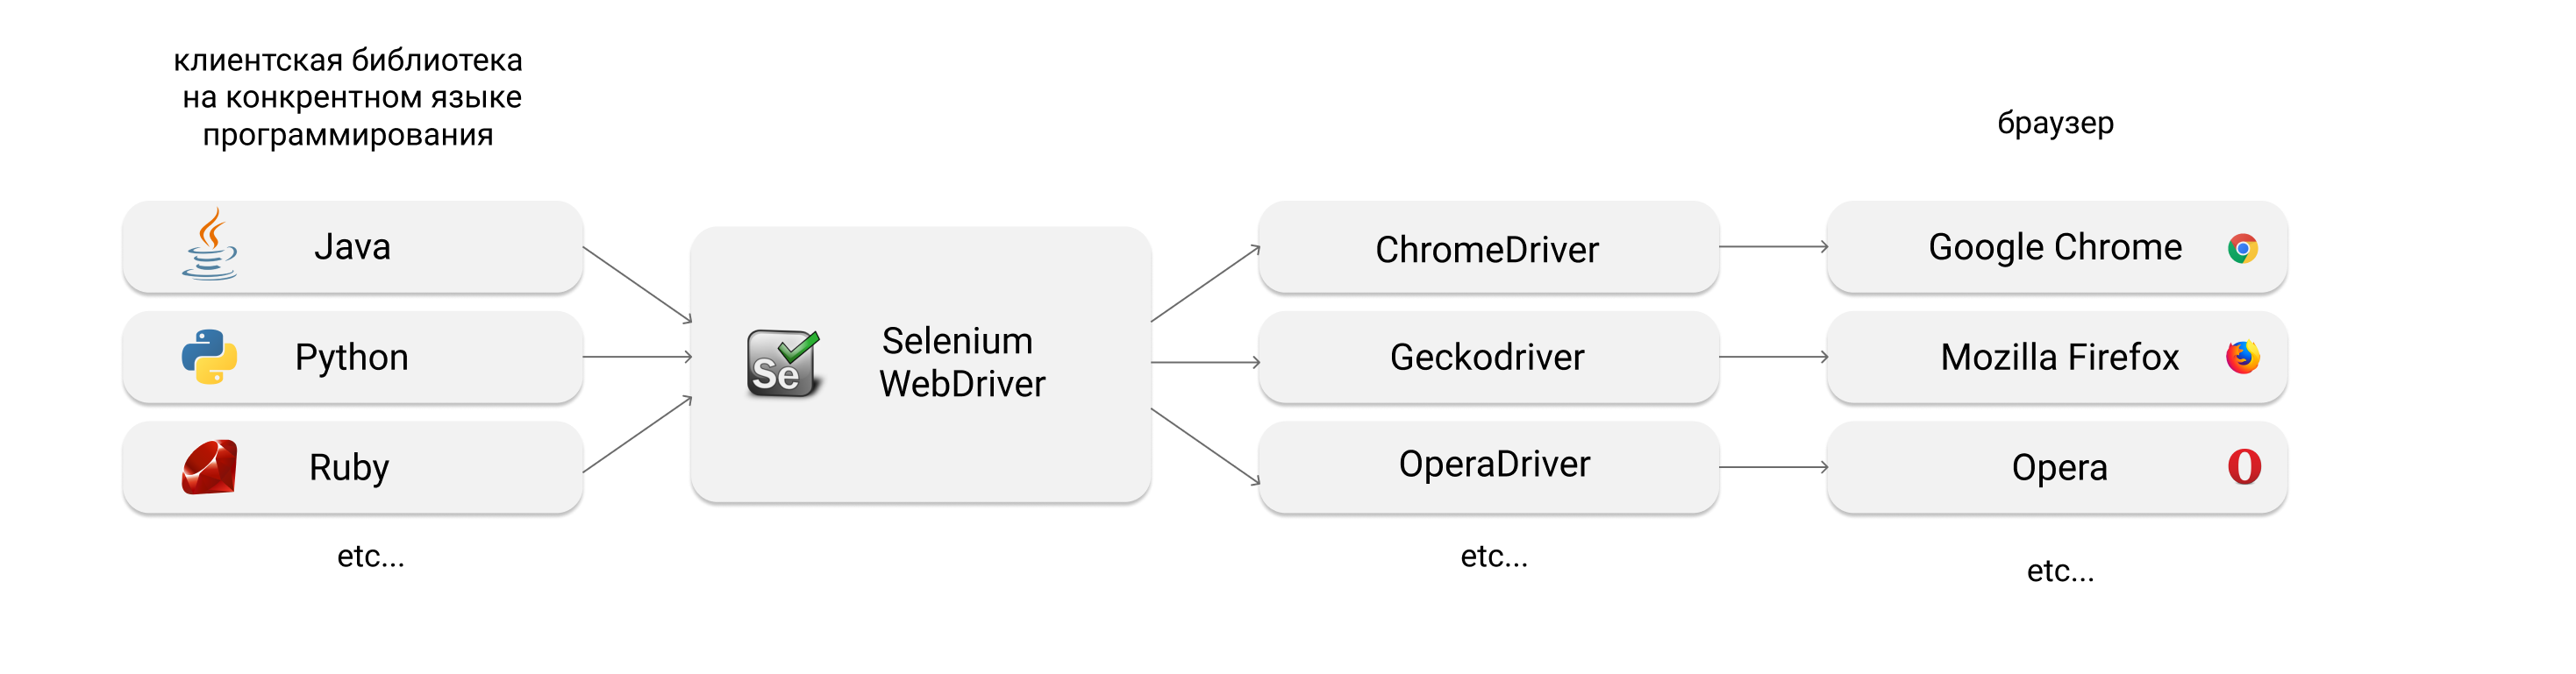 клиентская библиотека
на конкрентном языке
программирования
браузер
Java
Python
Ruby
etc...
Se
Selenium
WebDriver
ChromeDriver
Geckodriver
OperaDriver
etc...
Google Chrome
Mozilla Firefox
Opera
etc...